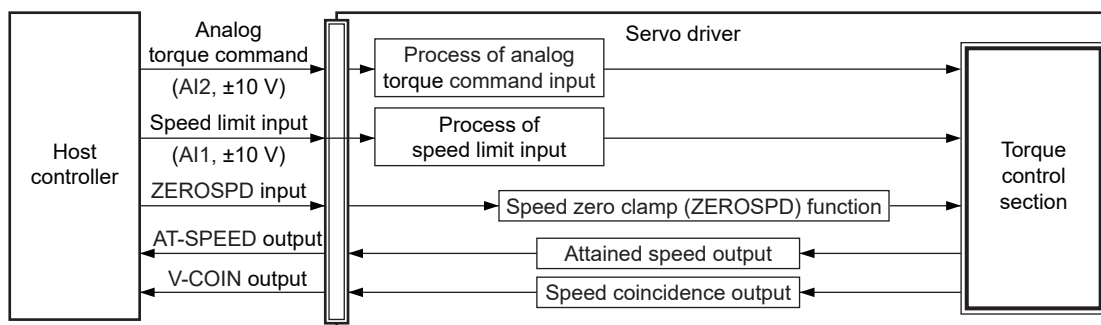 Host
controller
Analog
torque command
(AI2, ±10 V)
Speed limit input
(AI1, ±10 V)
ZEROSPD input
AT-SPEED output
V-COIN output
Servo driver
Process of analog
torque command input
Process of
speed limit input
Speed zero clamp (ZEROSPD) function
Attained speed output
Speed coincidence output
Torque
control
section